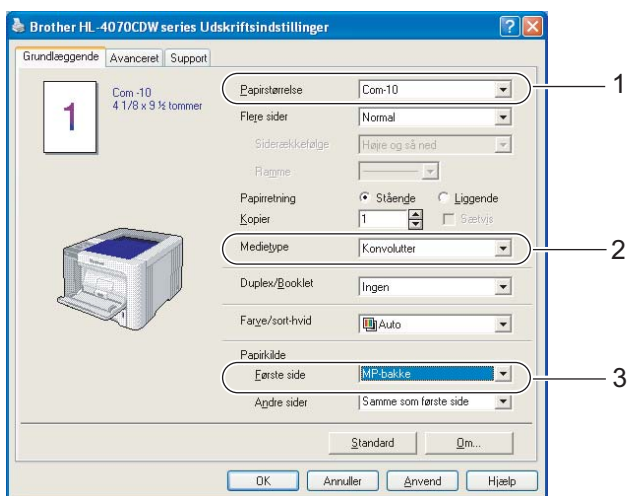 Brother HL-4070CDW series Udskriftsindstillinger
Grundlæggende Avanceret Support
1
Com -10
4 1/8 x 9 ½ tommer
Papirstørrelse Com-10 1
Flere sider Normal
Siderækkefølge Højre og så ned
Ramme
Papirretning Stående Liggende
Kopier 1 Sætvis
Medietype Konvolutter 2
Duplex/Booklet Ingen
Farve/sort-hvid Auto
Papirkilde
Første side MP-bakke 3
Andre sider Samme som første side
Standard Om...
OK Annuller Anvend Hjælp